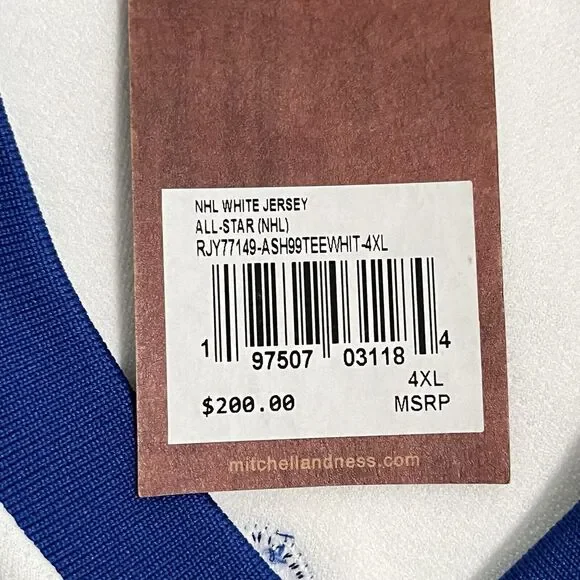 NHL WHITE JERSEY
ALL-STAR (NHL)
RJY77149-ASH99TEEWHIT-4XL
1 97507 03118 4
4XL
$200.00 MSRP
mitchellandness.com